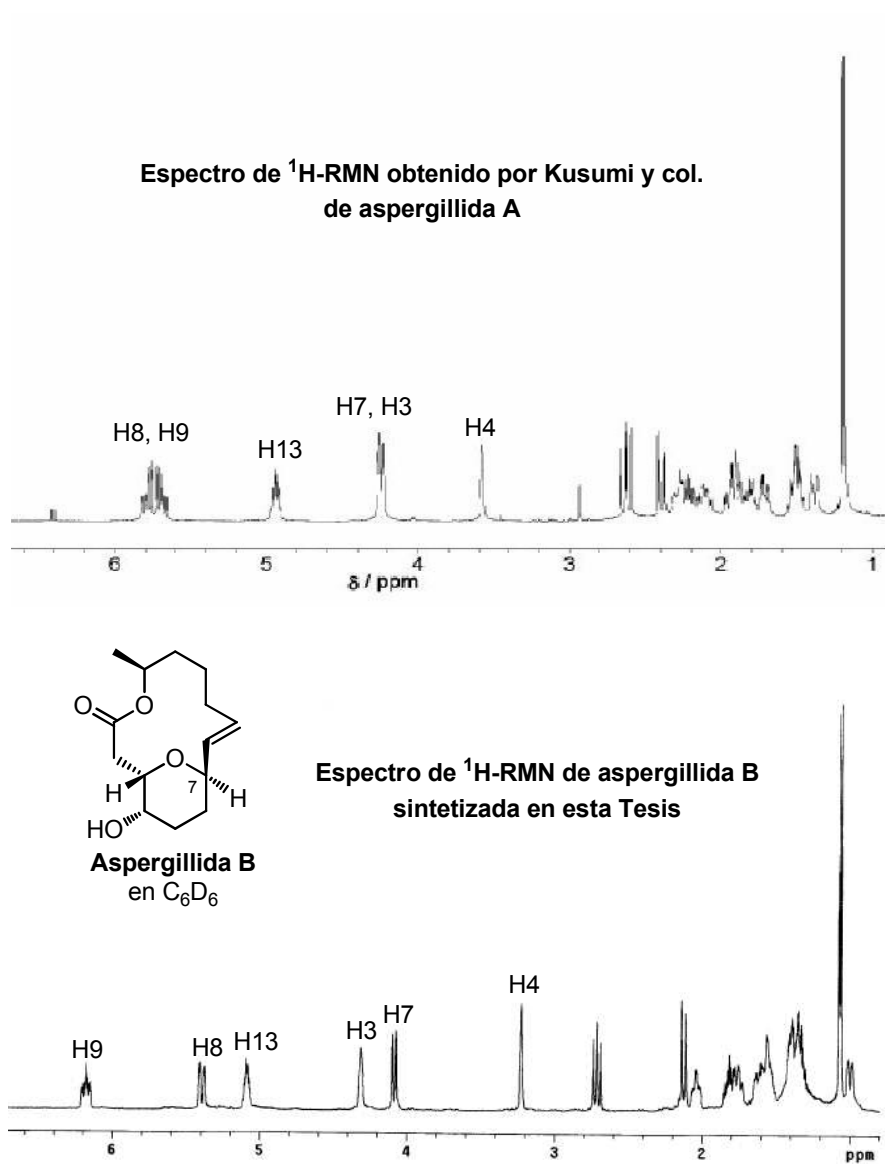 Espectro de ¹H-RMN obtenido por Kusumi y col.
de aspergillida A
H8, H9
H13
H7, H3
H4
6
5
4
3
2
1
δ / ppm
O
O
O
7
H
H
HO
Aspergillida B
en C₆D₆
Espectro de ¹H-RMN de aspergillida B
sintetizada en esta Tesis
H9
H8
H13
H3
H7
H4
6
5
4
3
2
ppm